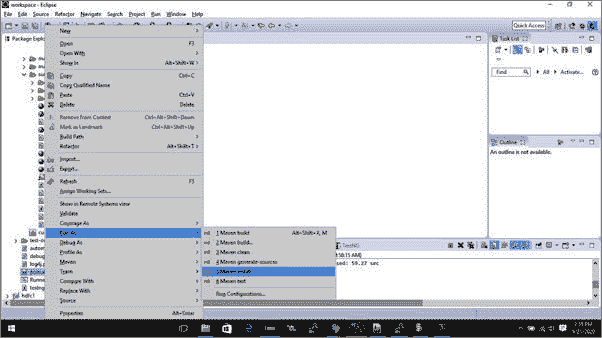 workspace - Eclipse
File Edit Source Refactor Navigate Search Project Run Window Help
Quick Access
Package Explo
New
Open F3
Open With
Show In Alt+Shift+W
Copy Ctrl+C
Copy Qualified Name
Paste Ctrl+V
Delete Delete
Remove from Context
Mark as Landmark
Build Path
Refactor Alt+Shift+T
Import...
Export...
Refresh F5
Assign Working Sets...
Show in Remote Systems view
Validate
Coverage As
Run As
Debug As
Profile As
Maven
Team
Compare With
Replace With
Source
Properties Alt+Enter
1 Maven build Alt+Shift+X, M
2 Maven build...
3 Maven clean
4 Maven generate-sources
5 Maven install
6 Maven test
Run Configurations...
Task List
Find
All
Activate...
Outline
An outline is not available.
TestNG
59.27 sec
hdfc1